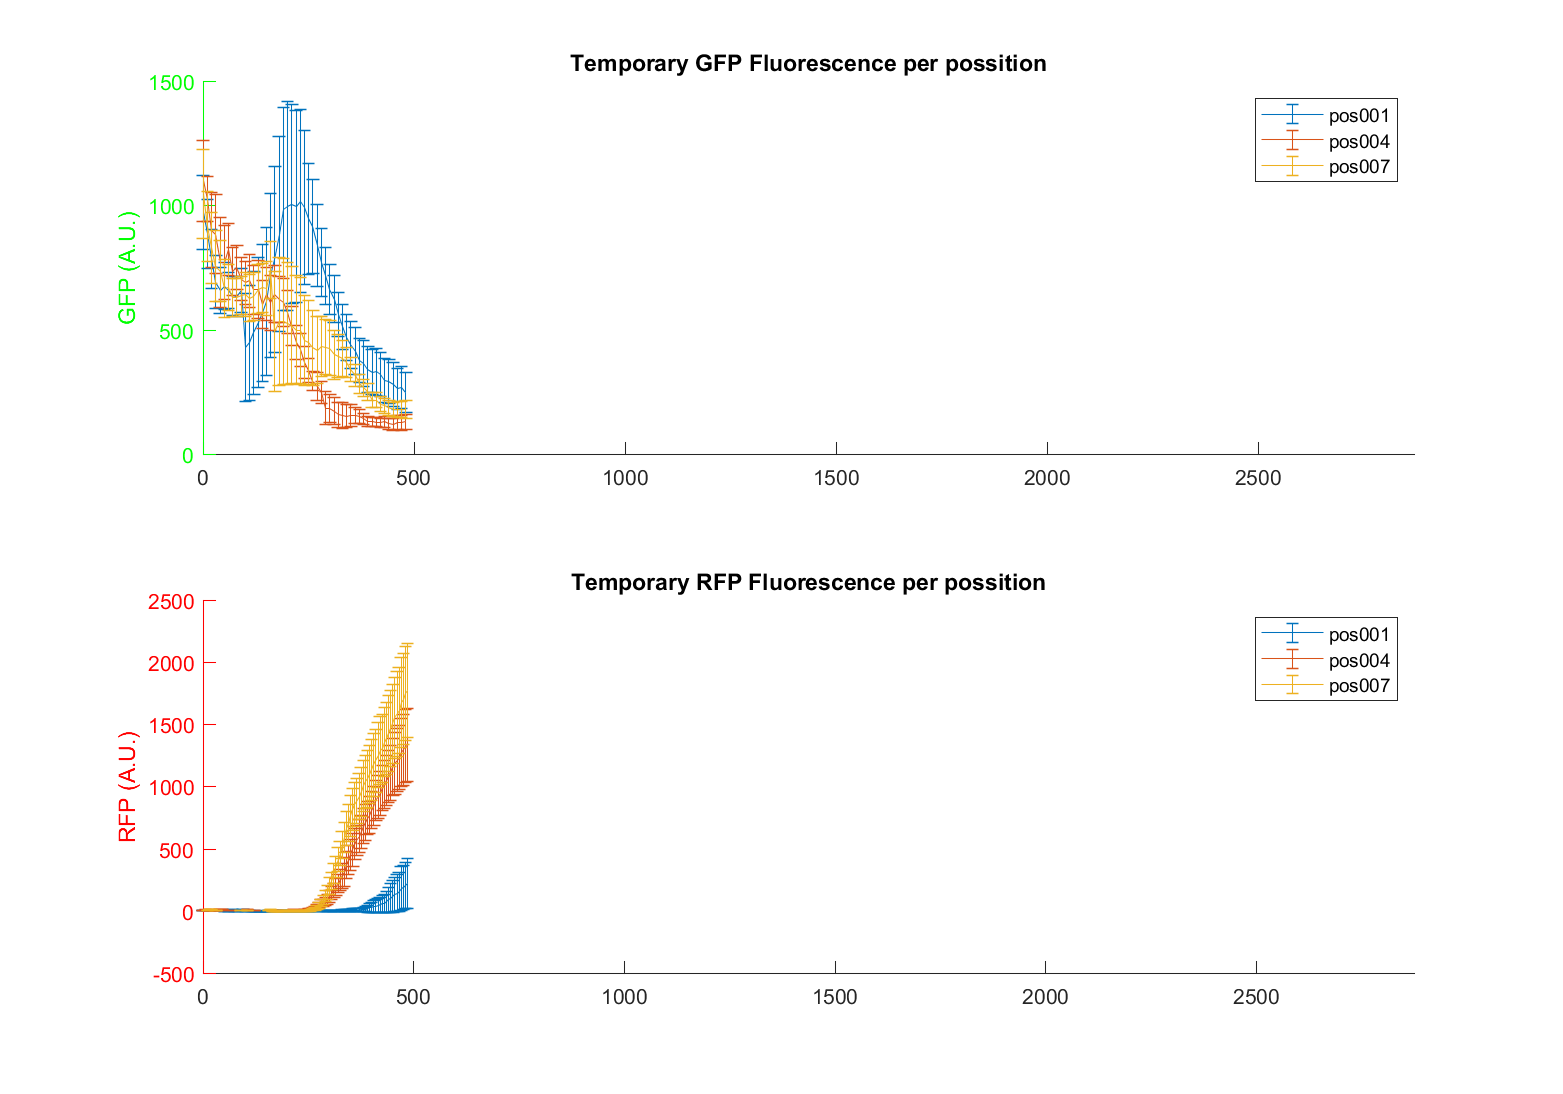 Temporary GFP Fluorescence per possition
1500
1000
500
0
GFP (A.U.)
pos001
pos004
pos007
0 500 1000 1500 2000 2500
Temporary RFP Fluorescence per possition
2500
2000
1500
1000
500
0
-500
RFP (A.U.)
pos001
pos004
pos007
0 500 1000 1500 2000 2500